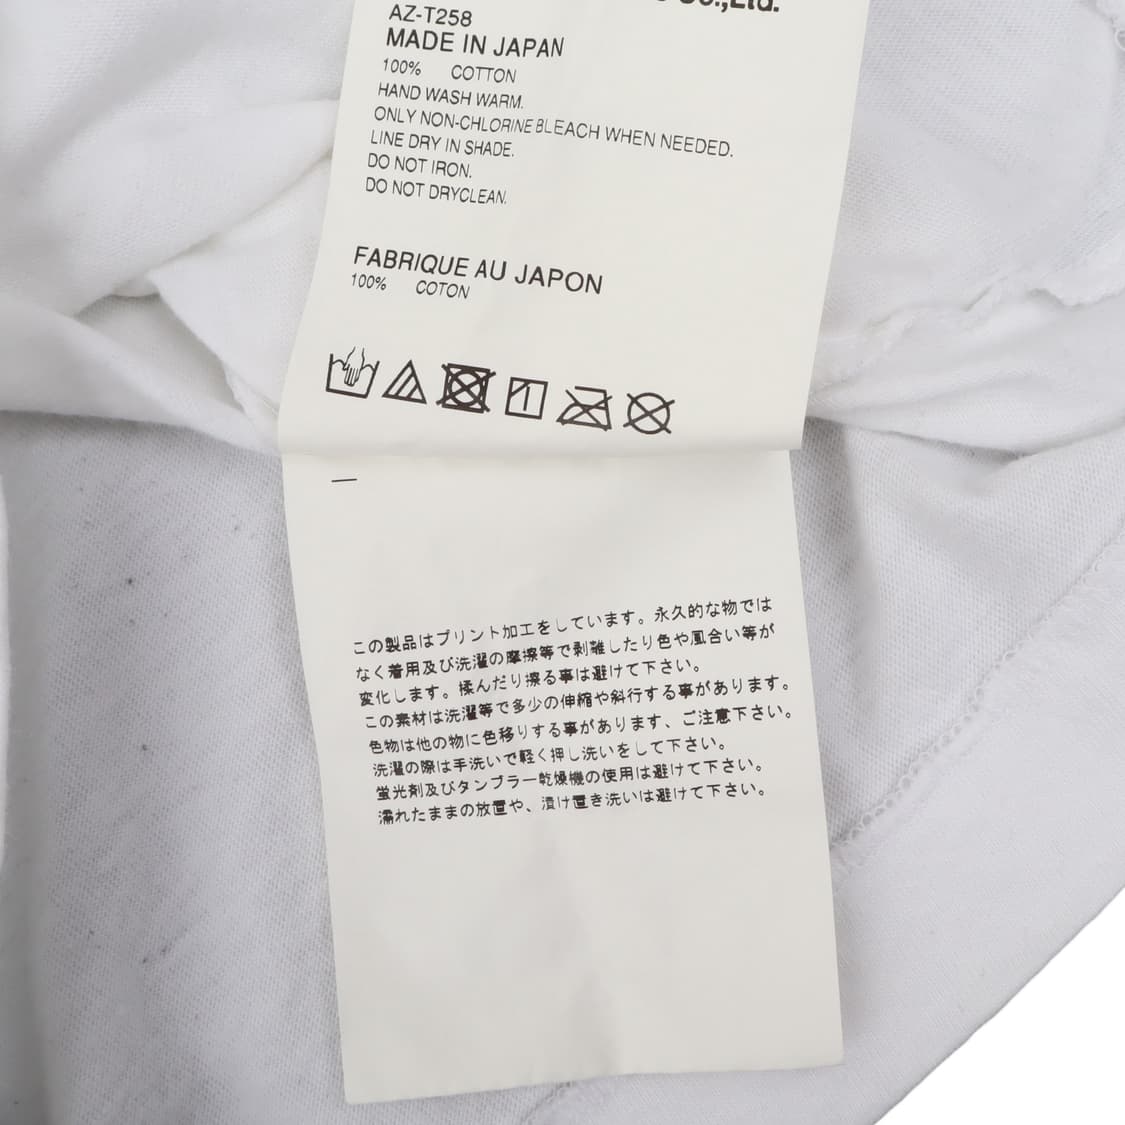 Co.,Ltd.
AZ-T258
MADE IN JAPAN
100% COTTON
HAND WASH WARM.
ONLY NON-CHLORINE BLEACH WHEN NEEDED.
LINE DRY IN SHADE.
DO NOT IRON.
DO NOT DRYCLEAN.
FABRIQUE AU JAPON
100% COTON
この製品はプリント加工をしています。永久的な物では
なく着用及び洗濯の摩擦等で剥離したり色や風合い等が
変化します。揉んだり擦る事は避けて下さい。
この素材は洗濯等で多少の伸縮や斜行する事があります。
色物は他の物に色移りする事があります、ご注意下さい。
洗濯の際は手洗いで軽く押し洗いをして下さい。
蛍光剤及びタンブラー乾燥機の使用は避けて下さい。
濡れたままの放置や、漬け置き洗いは避けて下さい。